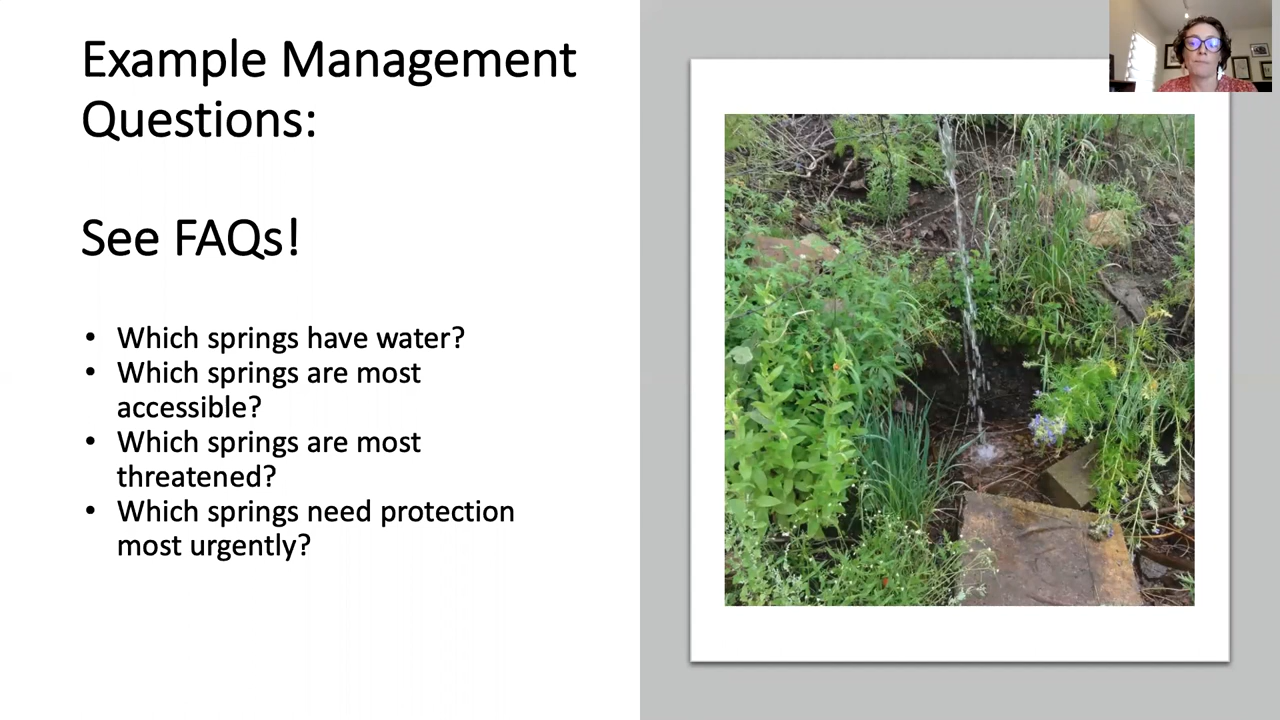 Example Management
Questions:
See FAQs!
• Which springs have water?
• Which springs are most
accessible?
• Which springs are most
threatened?
• Which springs need protection
most urgently?